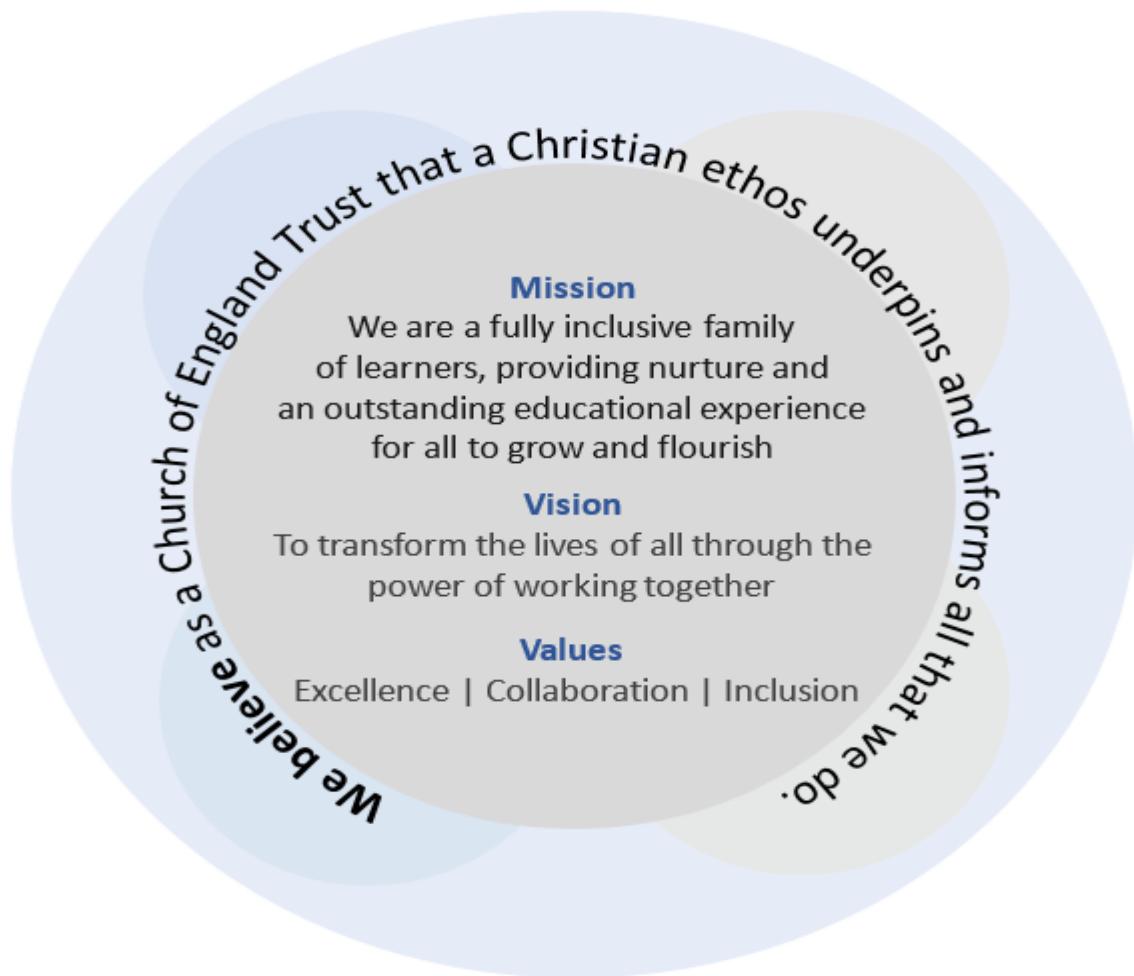 We believe as a Church of England Trust that a Christian ethos underpins and informs all that we do.
Mission
We are a fully inclusive family
of learners, providing nurture and
an outstanding educational experience
for all to grow and flourish
Vision
To transform the lives of all through the
power of working together
Values
Excellence | Collaboration | Inclusion